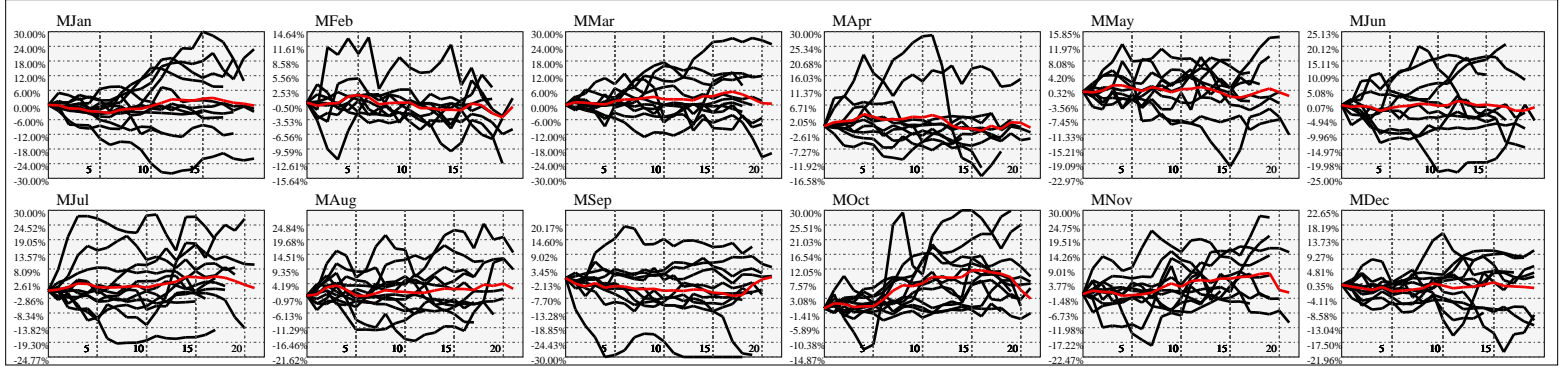 MJan MFeb MMar MApr MMay MJun
30.00% 14.64% 30.00% 30.00% 15.85% 25.13%
24.00% 11.61% 24.00% 25.34% 11.97% 20.12%
18.00% 8.58% 18.00% 20.68% 8.08% 15.11%
12.00% 5.56% 12.00% 16.03% 4.20% 10.09%
6.00% 2.53% 6.00% 11.37% 0.32% 5.08%
0.00% -0.50% 0.00% 6.71% -3.56% 0.07%
-6.00% -3.53% -6.00% 2.05% -7.45% -4.94%
-12.00% -6.56% -12.00% -2.61% -11.33% -9.96%
-18.00% -9.59% -18.00% -7.27% -15.21% -14.97%
-24.00% -12.61% -24.00% -11.92% -19.09% -19.98%
-30.00% -15.64% -30.00% -16.58% -22.97% -25.00%
5 10 15 5 10 15 5 10 15 5 10 15 20 5 10 15 20 5 10 15
MJul MAug MSep MOct MNov MDec
30.00% 24.84% 20.17% 30.00% 30.00% 22.65%
24.52% 19.68% 14.60% 25.51% 24.75% 18.19%
19.05% 14.51% 9.02% 21.03% 19.51% 13.73%
13.57% 9.35% 3.45% 16.54% 14.26% 9.27%
8.09% 4.19% -2.13% 12.05% 9.01% 4.81%
2.61% -0.97% -7.70% 7.57% 3.77% 0.35%
-2.86% -6.13% -13.28% 3.08% -1.48% -4.11%
-8.34% -11.29% -18.85% -1.41% -6.73% -8.58%
-13.82% -16.46% -24.43% -5.89% -11.98% -13.04%
-19.30% -21.62% -30.00% -10.38% -17.22% -17.50%
-24.77% -14.87% -22.47% -21.96%
5 10 15 20 5 10 15 5 10 15 5 10 15 20 5 10 15 20 5 10 15